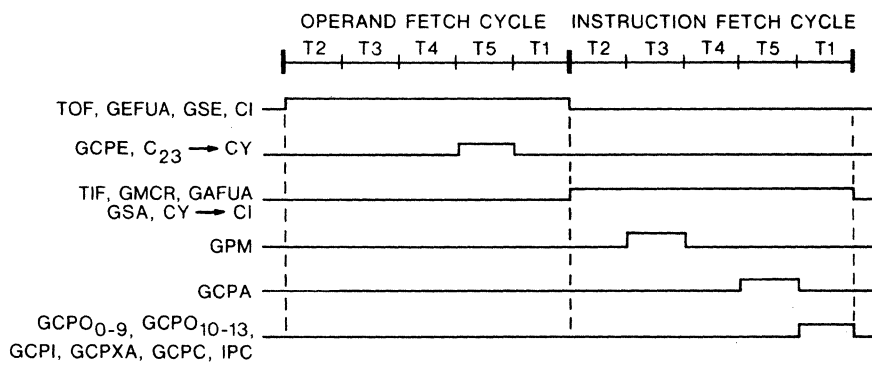 OPERAND FETCH CYCLE INSTRUCTION FETCH CYCLE
T2 T3 T4 T5 T1 T2 T3 T4 T5 T1
TOF, GEFUA, GSE, CI
GCPE, C23 → CY
TIF, GMCR, GAFUA
GSA, CY → CI
GPM
GCPA
GCPO0-9, GCPO10-13,
GCPI, GCPXA, GCPC, IPC